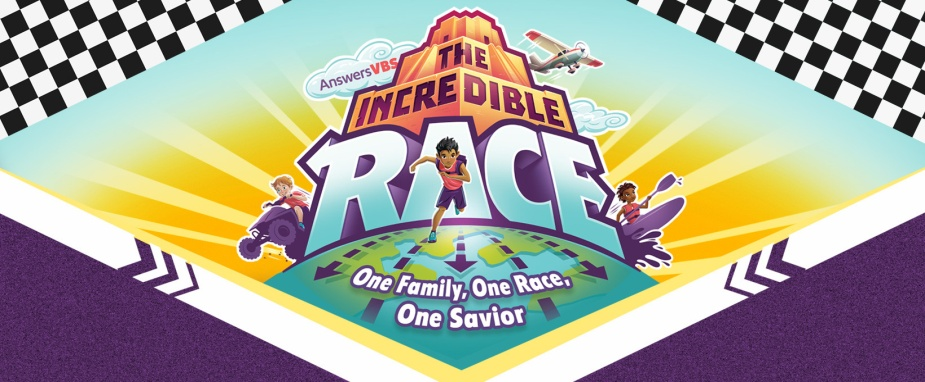 AnswersVBS
THE
INCREDIBLE
RACE
One Family, One Race,
One Savior